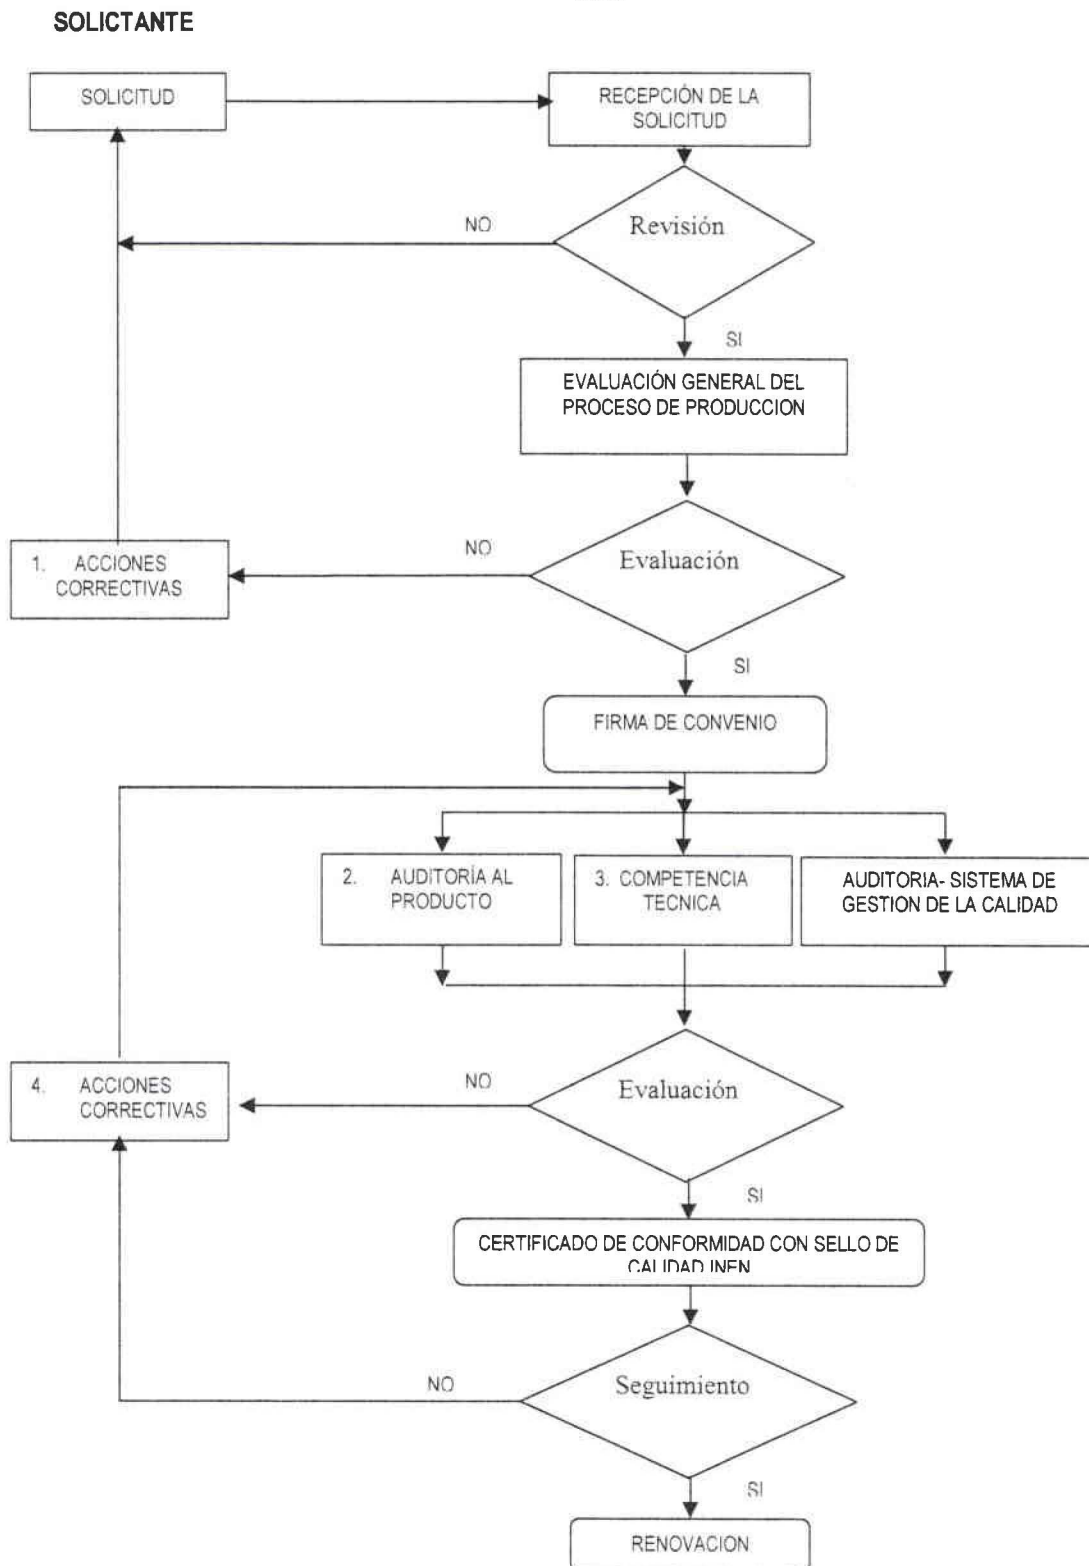 SOLICTANTE
SOLICITUD
RECEPCIÓN DE LA
SOLICITUD
NO
Revisión
SI
EVALUACIÓN GENERAL DEL
PROCESO DE PRODUCCION
1. ACCIONES
CORRECTIVAS
NO
Evaluación
SI
FIRMA DE CONVENIO
2. AUDITORÍA AL
PRODUCTO
3. COMPETENCIA
TECNICA
AUDITORIA- SISTEMA DE
GESTION DE LA CALIDAD
4. ACCIONES
CORRECTIVAS
NO
Evaluación
SI
CERTIFICADO DE CONFORMIDAD CON SELLO DE
CALIDAD INEN
NO
Seguimiento
SI
RENOVACION